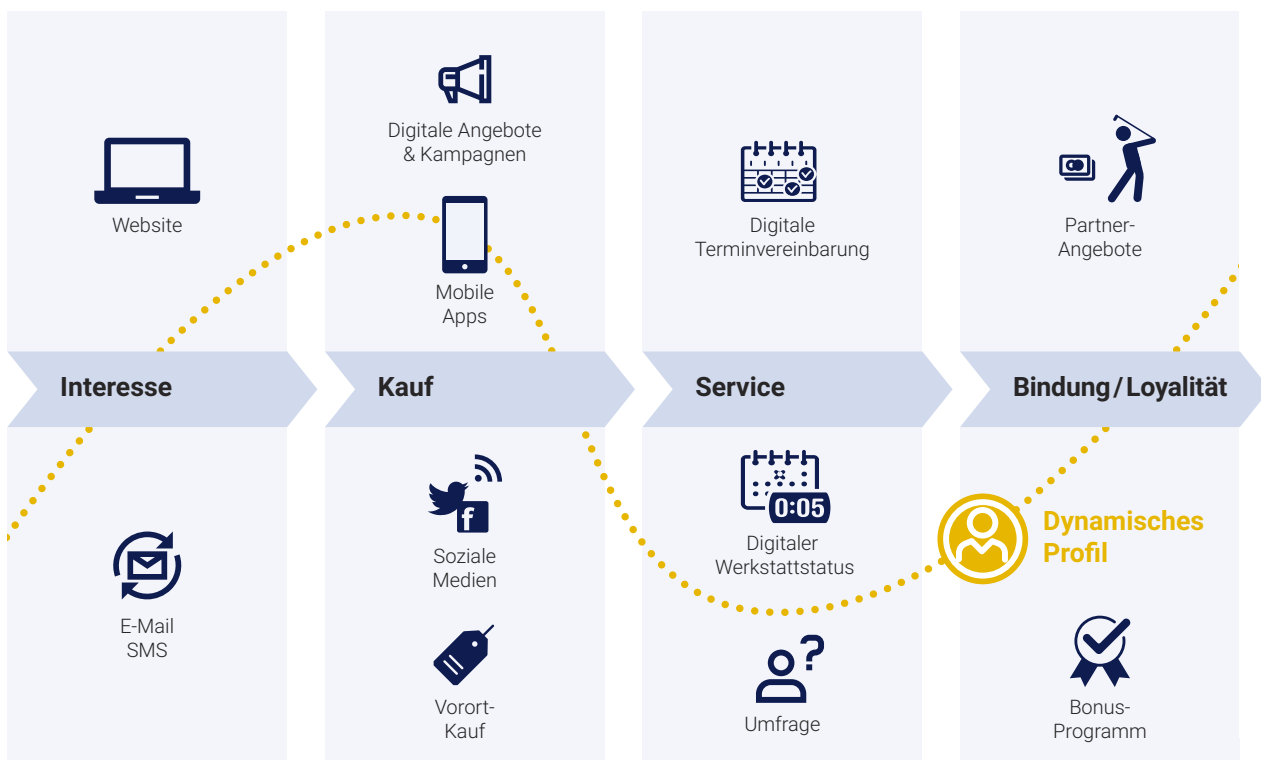 Website
Interesse
E-Mail
SMS
Digitale Angebote
& Kampagnen
Mobile
Apps
Kauf
f
Soziale
Medien
Vorort-
Kauf
Digitale
Terminvereinbarung
Service
0:05
Digitaler
Werkstattstatus
?
Umfrage
Partner-
Angebote
Bindung / Loyalität
Dynamisches
Profil
Bonus-
Programm